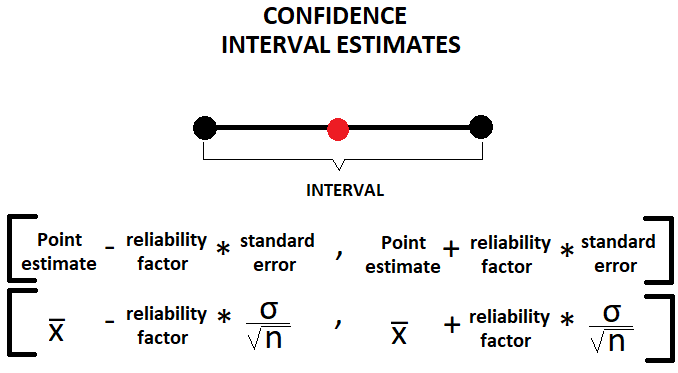 CONFIDENCE
INTERVAL ESTIMATES
INTERVAL
[ Point estimate - reliability factor * standard error , Point estimate + reliability factor * standard error ]
[ x̅ - reliability factor * σ/√n , x̅ + reliability factor * σ/√n ]